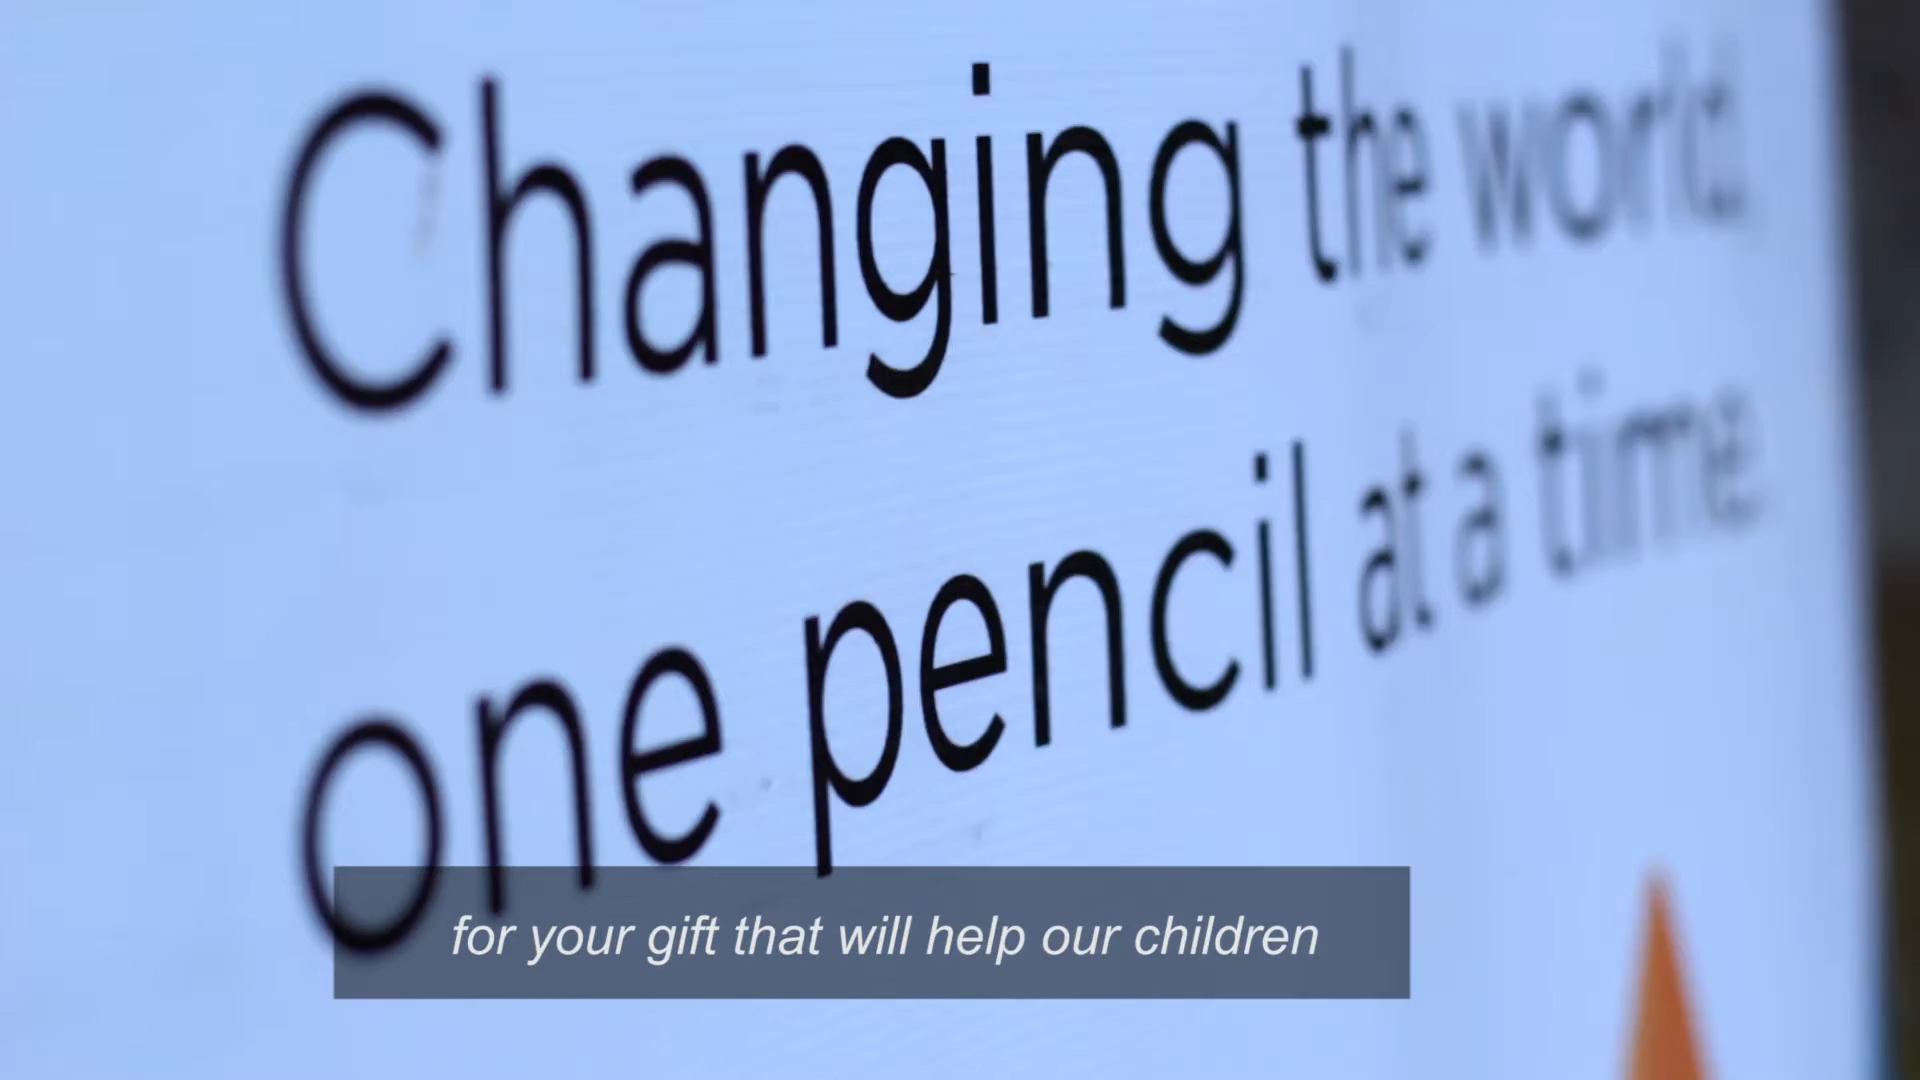 Changing the world,
one pencil at a time
for your gift that will help our children